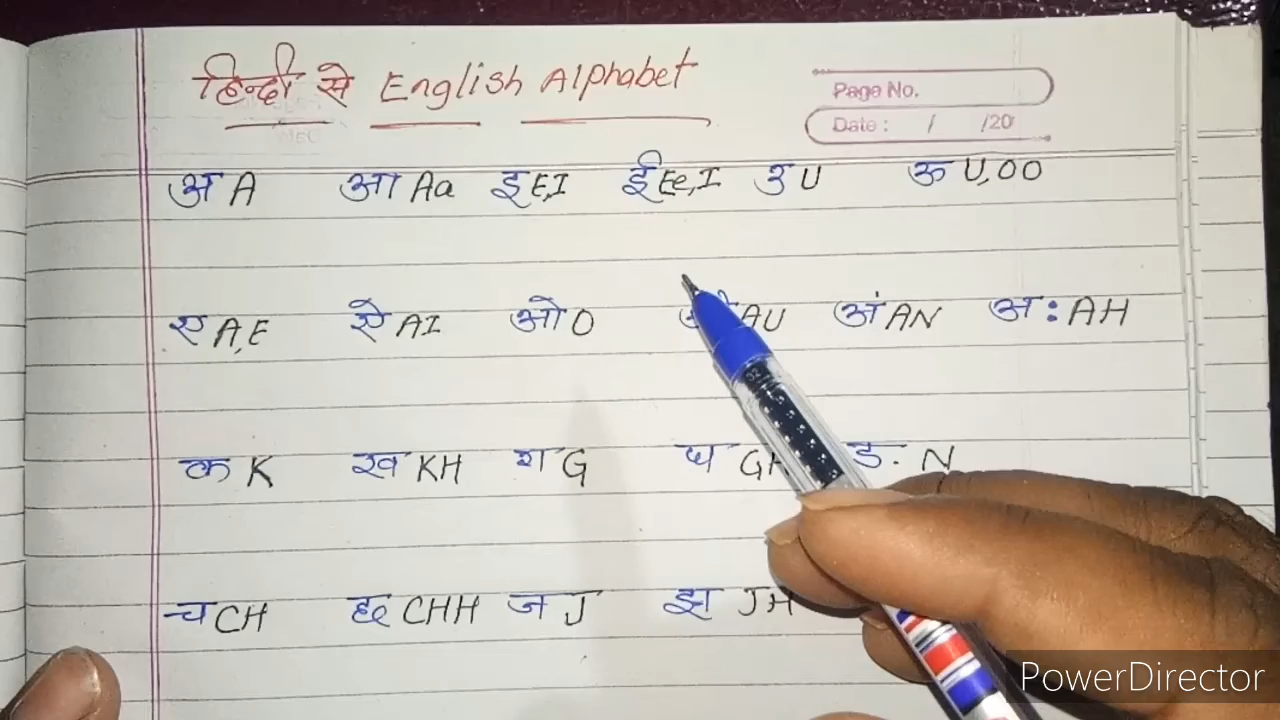 हिन्दी से English Alphabet
Page No.
Date : / /20
अ A आ Aa इ E,I ई Ee,I उ U ऊ U,OO
ए A,E ऐ AI ओ O AU अं AN अः AH
क K ख KH ग G घ GH ङ N
च CH छ CHH ज J झ JH
PowerDirector